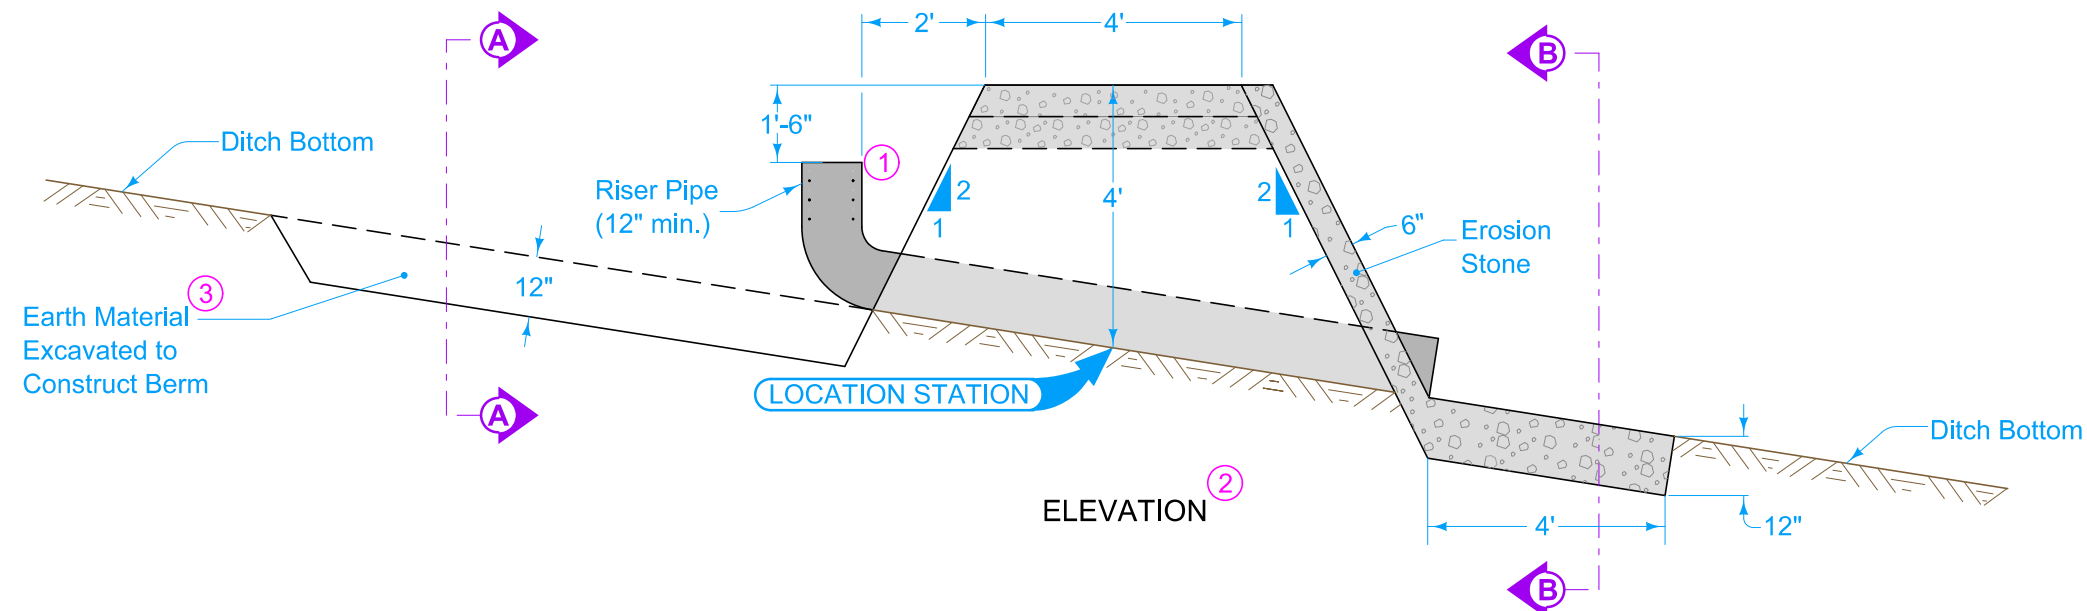 A
2'
4'
B
1'-6"
Ditch Bottom
1
Riser Pipe
(12" min.)
2
1
4'
2
1
6"
Erosion
Stone
12"
3
Earth Material
Excavated to
Construct Berm
LOCATION STATION
A
Ditch Bottom
ELEVATION
2
4'
12"
B